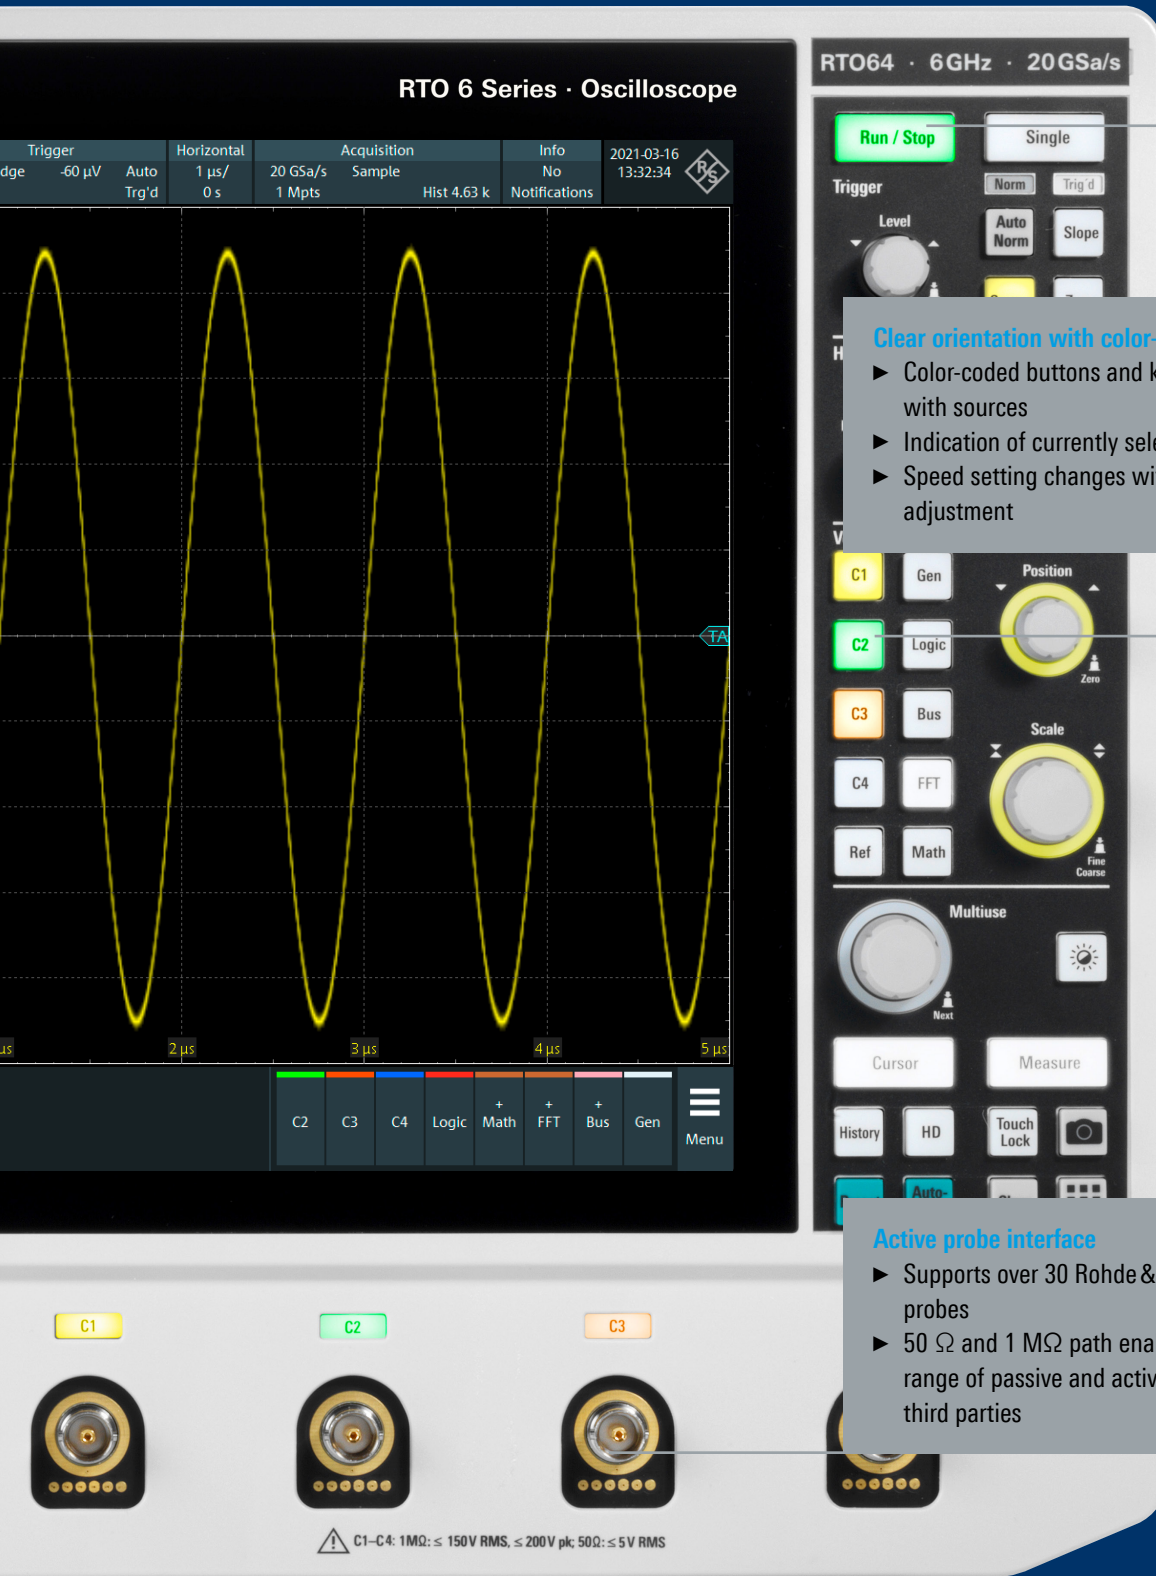 RTO 6 Series · Oscilloscope
RTO64 · 6 GHz · 20 GSa/s
Trigger
-60 µV
Auto
Trg'd
Horizontal
1 µs/
0 s
Acquisition
20 GSa/s Sample
1 Mpts Hist 4.63 k
Info
No
Notifications
2021-03-16
13:32:34
R&S
TA
2 µs
3 µs
4 µs
5 µs
C2
C3
C4
Logic
+
Math
+
FFT
+
Bus
Gen
Menu
Run / Stop
Single
Trigger
Norm
Trig'd
Level
Auto
Norm
Slope
Clear orientation with color-
► Color-coded buttons and k
with sources
► Indication of currently sele
► Speed setting changes wi
adjustment
C1
Gen
Position
C2
Logic
Zero
C3
Bus
Scale
C4
FFT
Ref
Math
Fine
Coarse
Multiuse
Next
Cursor
Measure
History
HD
Touch
Lock
Auto-
Active probe interface
► Supports over 30 Rohde &
probes
► 50 Ω and 1 MΩ path ena
range of passive and activ
third parties
C1
C2
C3
C1–C4: 1MΩ: ≤ 150 V RMS, ≤ 200 V pk; 50Ω: ≤ 5 V RMS